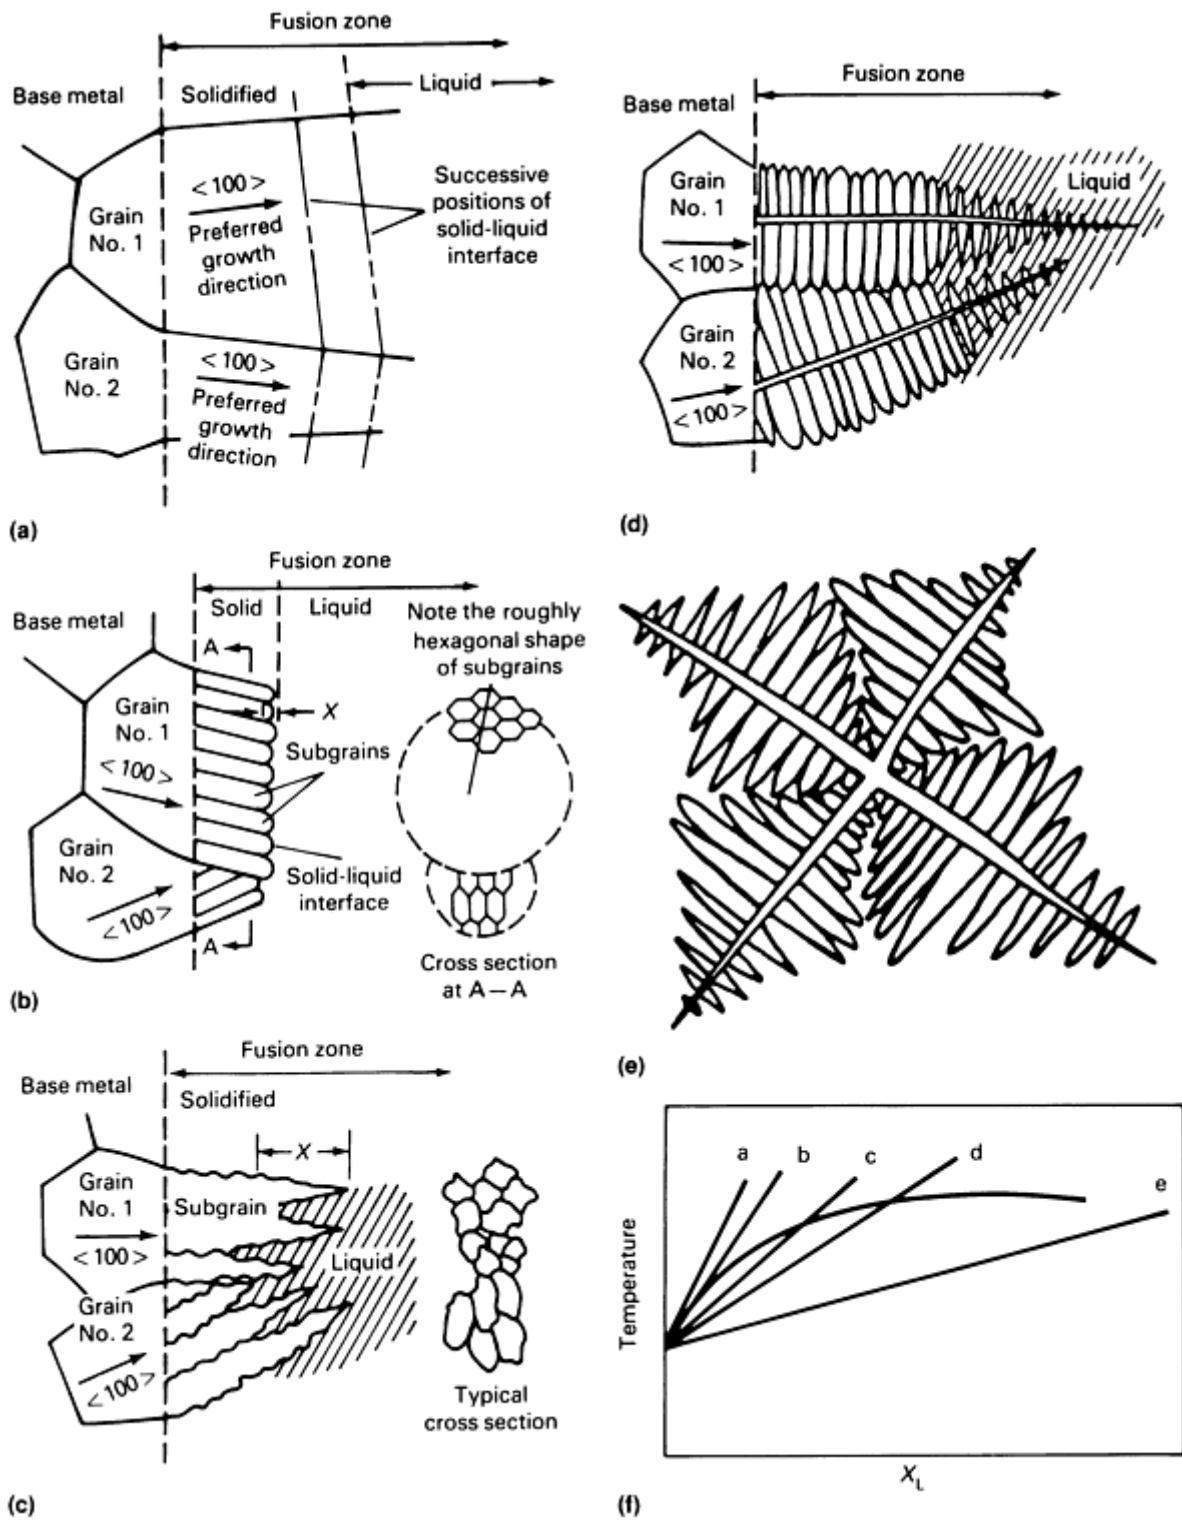 Fusion zone
Base metal
Solidified
Liquid
<100>
Preferred
growth
direction
Grain
No. 1
Successive
positions of
solid-liquid
interface
Grain
No. 2
<100>
Preferred
growth
direction
(a)
Fusion zone
Base metal
Solid
Liquid
A
X
Note the roughly
hexagonal shape
of subgrains
Grain
No. 1
<100>
Subgrains
Grain
No. 2
<100>
Solid-liquid
interface
A
Cross section
at A—A
(b)
Fusion zone
Base metal
Solidified
X
Grain
No. 1
Subgrain
<100>
Liquid
Grain
No. 2
<100>
Typical
cross section
(c)
Fusion zone
Base metal
Grain
No. 1
Liquid
<100>
Grain
No. 2
<100>
(d)
(e)
a
b
c
d
e
Temperature
XL
(f)